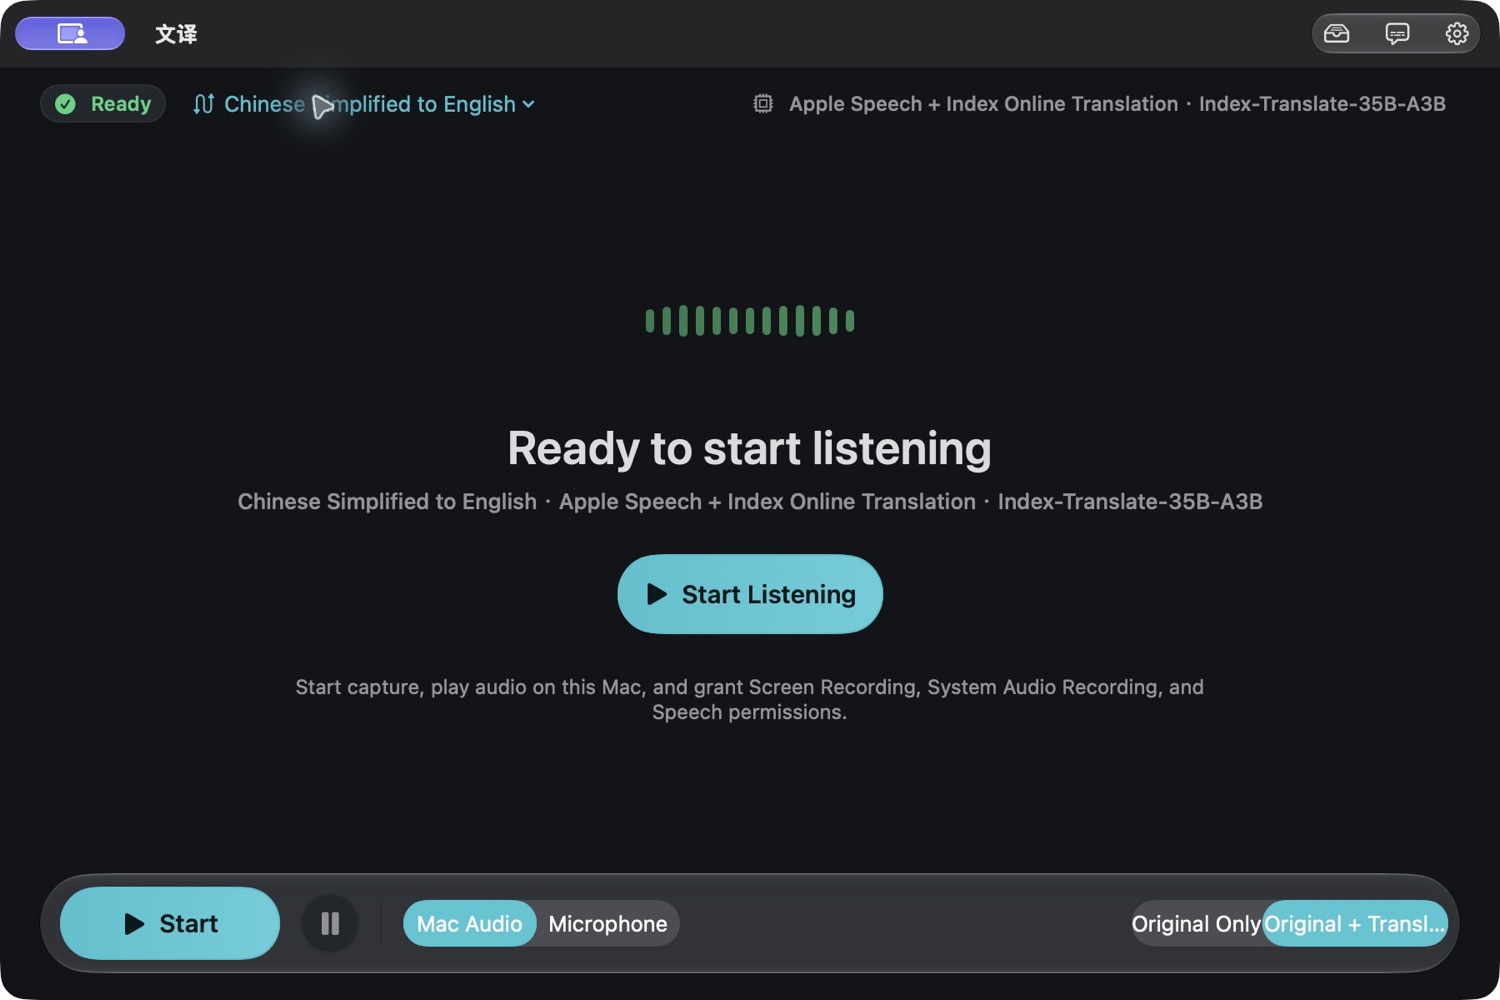 文译
Ready
Chinese Simplified to English
Apple Speech + Index Online Translation · Index-Translate-35B-A3B
Ready to start listening
Chinese Simplified to English · Apple Speech + Index Online Translation · Index-Translate-35B-A3B
Start Listening
Start capture, play audio on this Mac, and grant Screen Recording, System Audio Recording, and
Speech permissions.
Start
Mac Audio
Microphone
Original Only
Original + Transl...